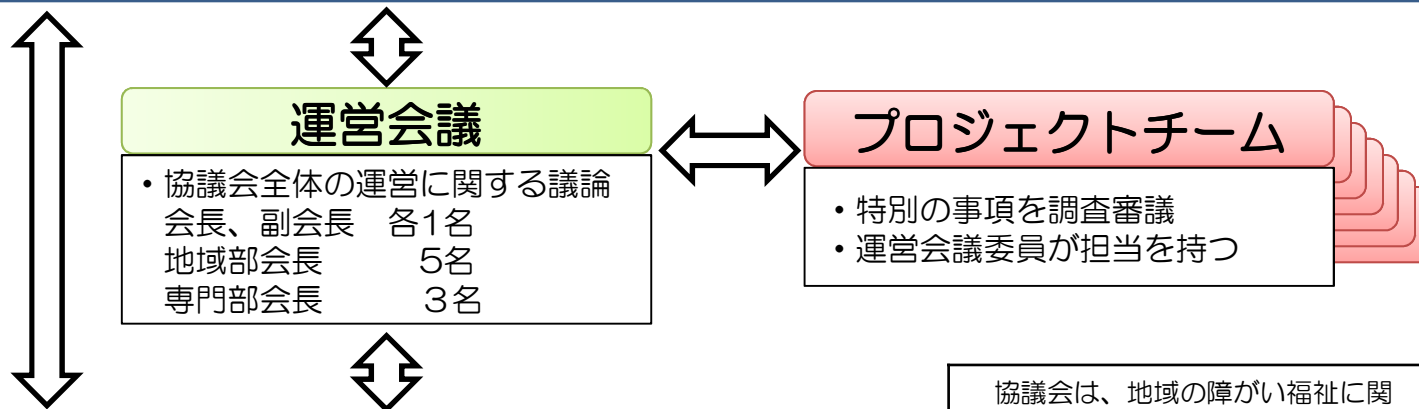 運営会議
・協議会全体の運営に関する議論
会長、副会長　各1名
地域部会長　5名
専門部会長　3名
プロジェクトチーム
・特別の事項を調査審議
・運営会議委員が担当を持つ
協議会は、地域の障がい福祉に関